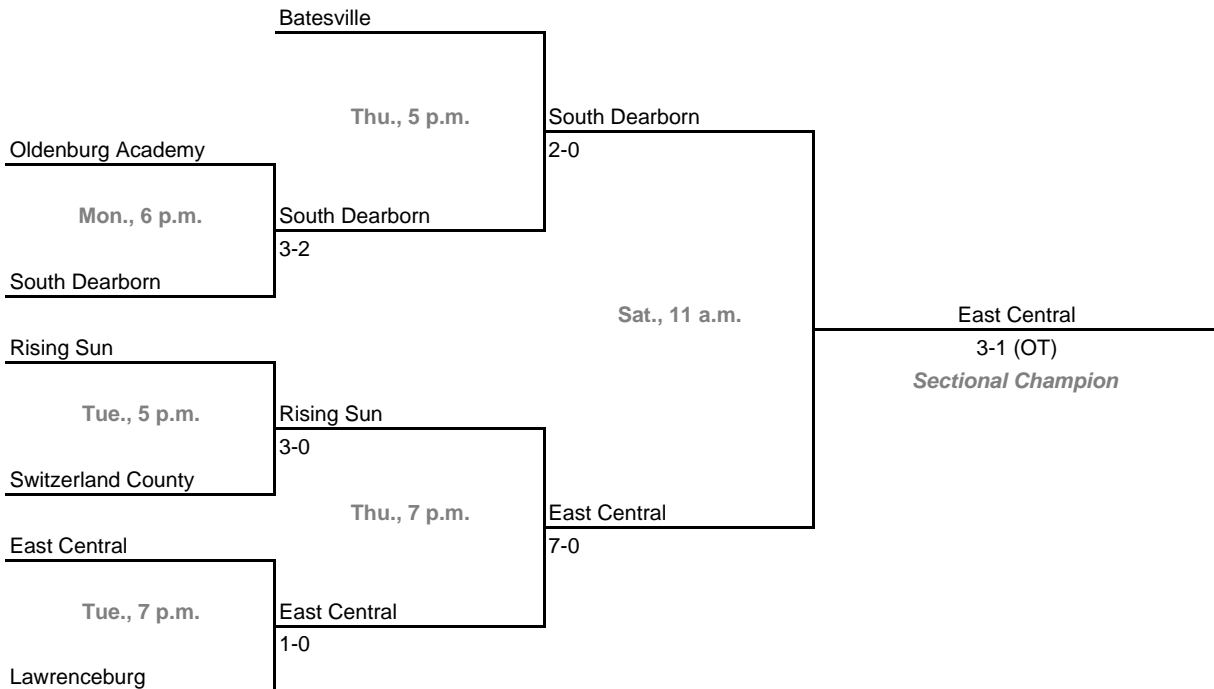 Batesville
Thu., 5 p.m.
South Dearborn
Oldenburg Academy
2-0
Mon., 6 p.m.
South Dearborn
3-2
South Dearborn
Sat., 11 a.m.
East Central
Rising Sun
3-1 (OT)
Sectional Champion
Tue., 5 p.m.
Rising Sun
3-0
Switzerland County
Thu., 7 p.m.
East Central
East Central
7-0
Tue., 7 p.m.
East Central
1-0
Lawrenceburg